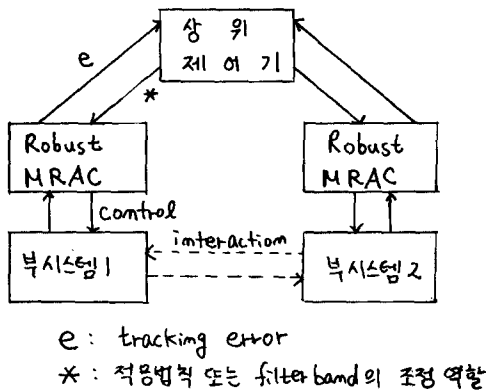 상 위
제 어 기
e
*
Robust
MRAC
Robust
MRAC
control
interaction
부시스템 1
부시스템 2
e : tracking error
* : 적응법칙 또는 filter band의 조정 역할